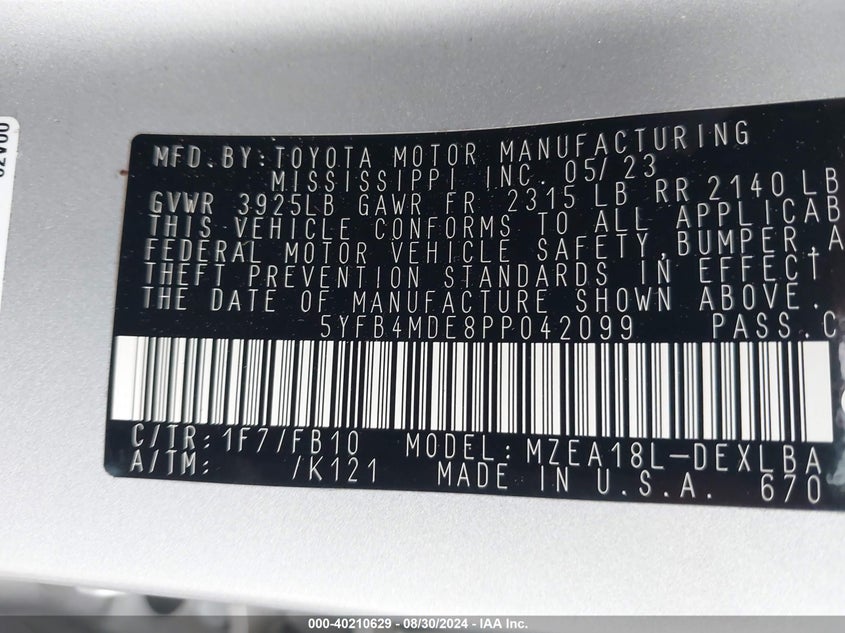 MFD.BY:TOYOTA MOTOR MANUFACTURING
MISSISSIPPI INC. 05/23
GVWR 3925LB GAWR FR 2315 LB RR 2140 LB
THIS VEHICLE CONFORMS TO ALL APPLICAB
FEDERAL MOTOR VEHICLE SAFETY,BUMPER,A
THEFT PREVENTION STANDARDS IN EFFECT
THE DATE OF MANUFACTURE SHOWN ABOVE.
5YFB4MDE8PP042099 PASS.C
C/TR: 1F7/FB10 MODEL: MZEA18L-DEXLBA
A/TM: /K121 MADE IN U.S.A. 670
000-40210629 - 08/30/2024 - IAA Inc.